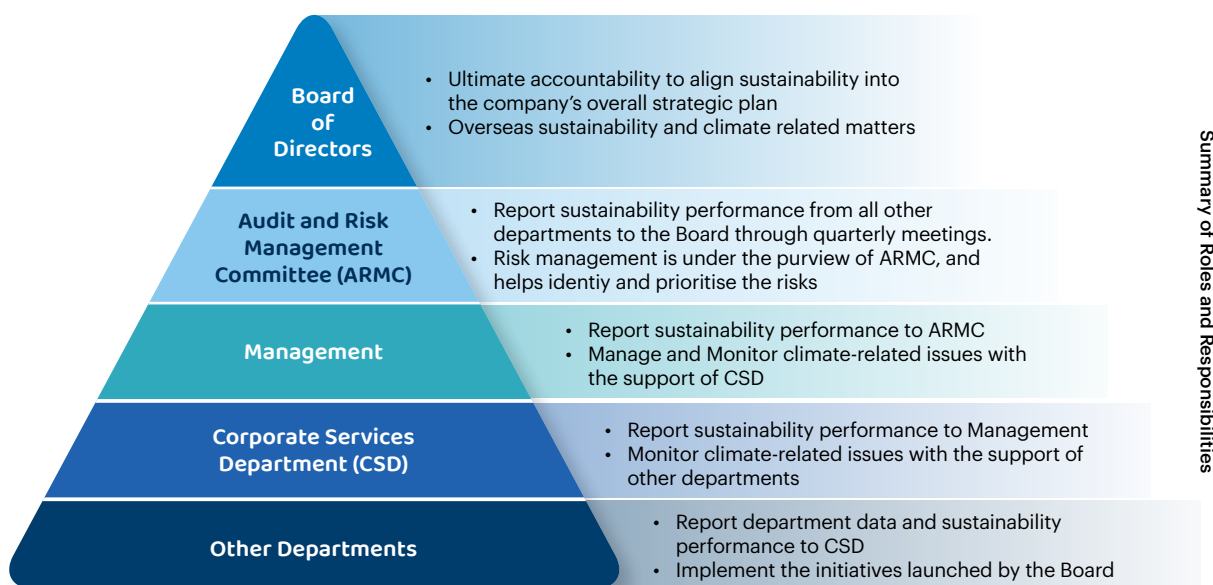 Board
of
Directors
• Ultimate accountability to align sustainability into
the company’s overall strategic plan
• Overseas sustainability and climate related matters
Audit and Risk
Management
Committee (ARMC)
• Report sustainability performance from all other
departments to the Board through quarterly meetings.
• Risk management is under the purview of ARMC, and
helps identiy and prioritise the risks
Management
• Report sustainability performance to ARMC
• Manage and Monitor climate-related issues with
the support of CSD
Corporate Services
Department (CSD)
• Report sustainability performance to Management
• Monitor climate-related issues with the support of
other departments
Other Departments
• Report department data and sustainability
performance to CSD
• Implement the initiatives launched by the Board
Summary of Roles and Responsibilities